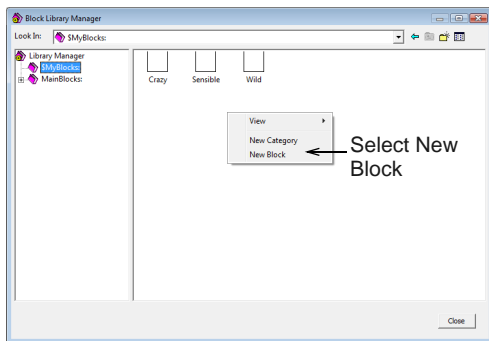 Block Library Manager
Look In: $MyBlocks:
Library Manager
$MyBlocks:
MainBlocks:
Crazy Sensible Wild
View
New Category
New Block
Select New
Block
Close